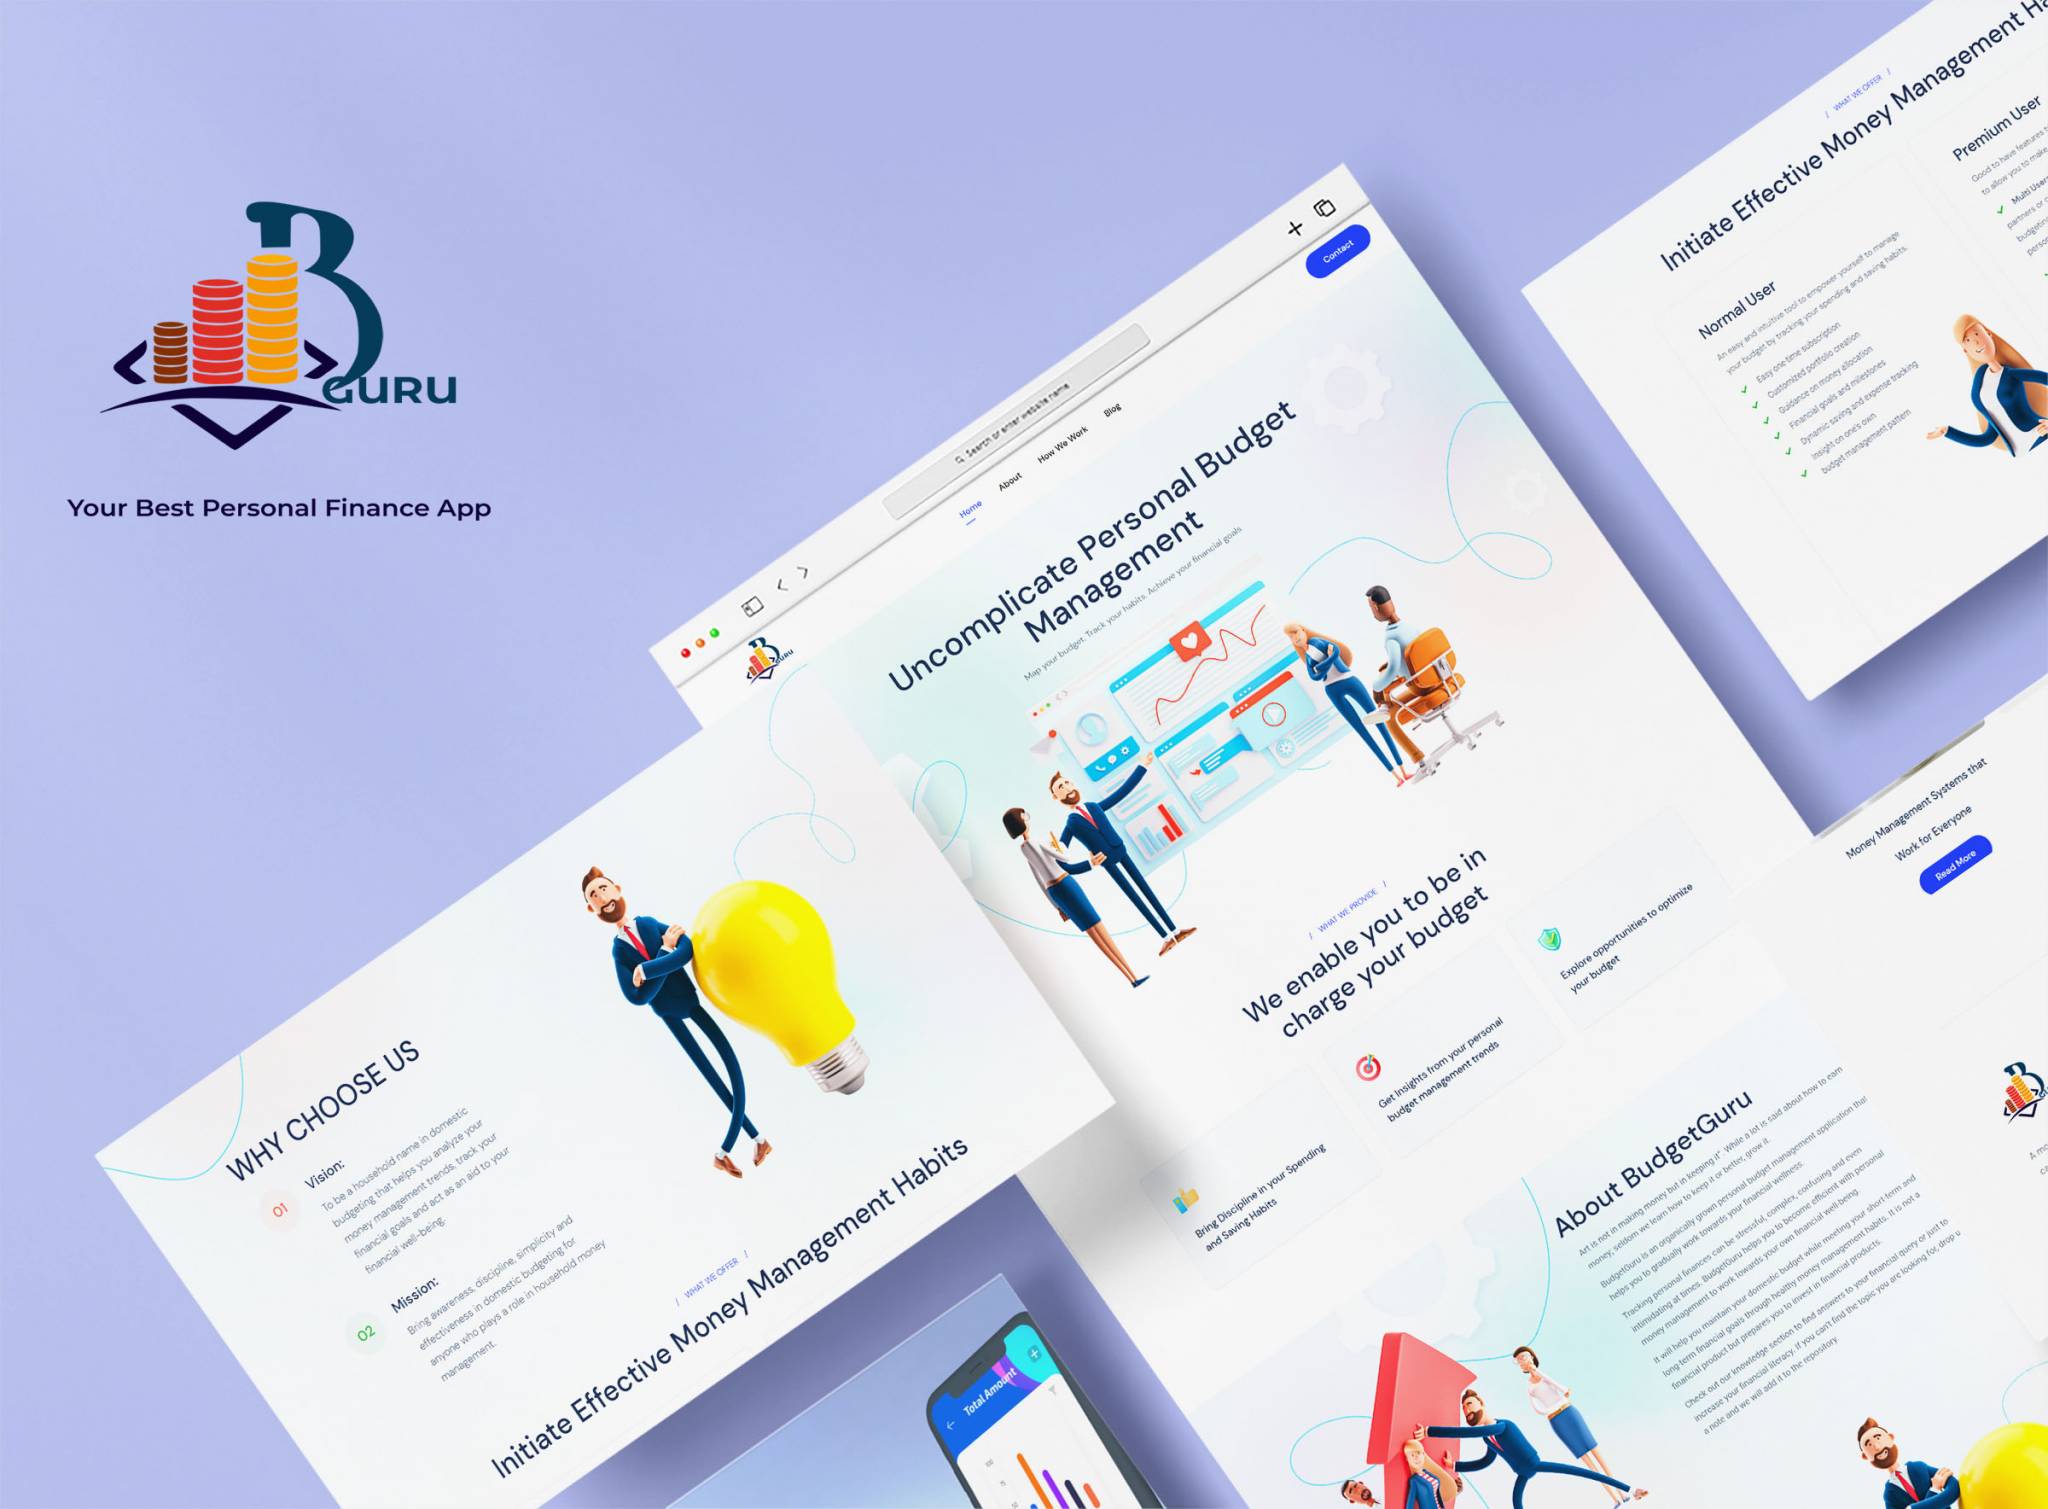 B
GURU
Your Best Personal Finance App
Search or enter website name
Contact
GURU
Home
About
How We Work
Blog
Uncomplicate Personal Budget
Management
Map your budget. Track your habits. Achieve your financial goals
/ WHAT WE PROVIDE /
We enable you to be in
charge your budget
Bring Discipline in your Spending
and Saving Habits
Get Insights from your personal
budget management trends
Explore opportunities to optimize
your budget
WHY CHOOSE US
01
Vision:
To be a household name in domestic
budgeting that helps you analyze your
money management trends, track your
financial goals and act as an aid to your
financial well-being.
02
Mission:
Bring awareness, discipline, simplicity and
effectiveness in domestic budgeting for
anyone who plays a role in household money
management.
/ WHAT WE OFFER /
Initiate Effective Money Management Habits
Total Amount
100
75
50
/ WHAT WE OFFER /
Initiate Effective Money Management Ha
Normal User
An easy and intuitive tool to empower yourself to manage
your budget by tracking your spending and saving habits.
Easy one-time subscription
Customized portfolio creation
Guidance on money allocation
Financial goals and milestones
Dynamic saving and expense tracking
Insight on one's own
budget management pattern
Premium User
Good to have features t
to allow you to make
Multi User
partners or
budgeting
perso
Money Management Systems that
Work for Everyone
Read More
About BudgetGuru
Art is not in making money but in keeping it". While a lot is said about how to earn
money, seldom we learn how to keep it or better, grow it.
BudgetGuru is an organically grown personal budget management application that
helps you to gradually work towards your financial wellness.
Tracking personal finances can be stressful, complex, confusing and even
intimidating at times. BudgetGuru helps you to become efficient with personal
money management to work towards your own financial well-being.
It will help you maintain your domestic budget while meeting your short term and
long term financial goals through healthy money management habits. It is not a
financial product but prepares you to invest in financial products.
Check out our knowledge section to find answers to your financial query or just to
increase your financial literacy. If you can't find the topic you are looking for, drop u
a note and we will add it to the repository.
A mo
ca